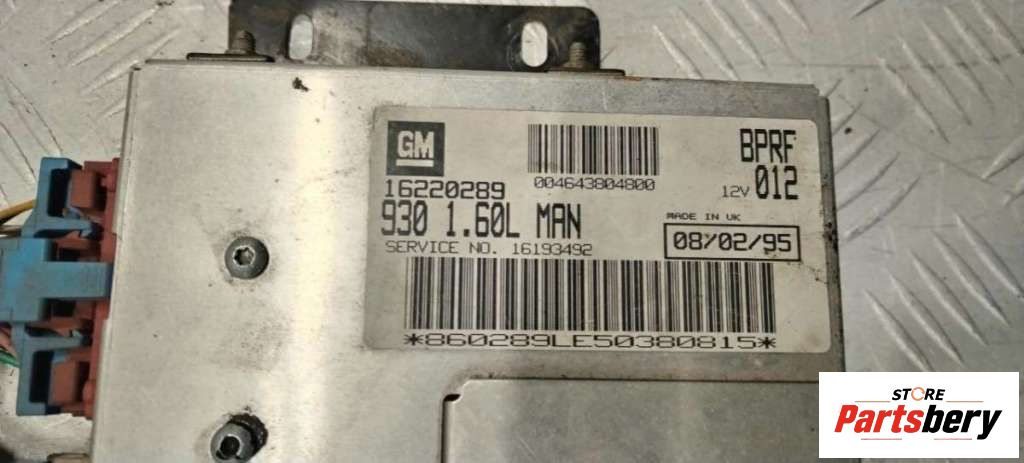 GM
004643804800
BPRF
16220289
12V 012
930 1.60L MAN
MADE IN UK
SERVICE NO. 16193492
08/02/95
*860289LE50380815*
STORE
Partsbery